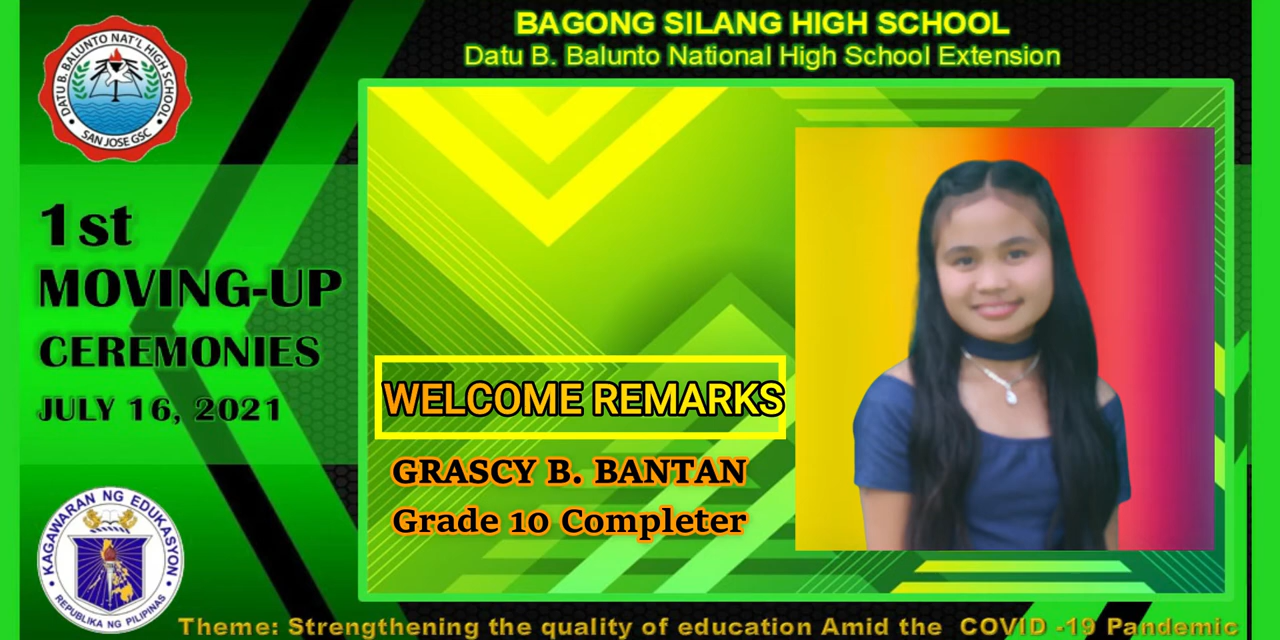 BAGONG SILANG HIGH SCHOOL
Datu B. Balunto National High School Extension
DATU B. BALUNTO NAT'L HIGH SCHOOL
SAN JOSE GSC
1st
MOVING-UP
CEREMONIES
JULY 16, 2021
WELCOME REMARKS
GRASCY B. BANTAN
Grade 10 Completer
KAGAWARAN NG EDUKASYON
REPUBLIKA NG PILIPINAS
Theme: Strengthening the quality of education Amid the COVID -19 Pandemic